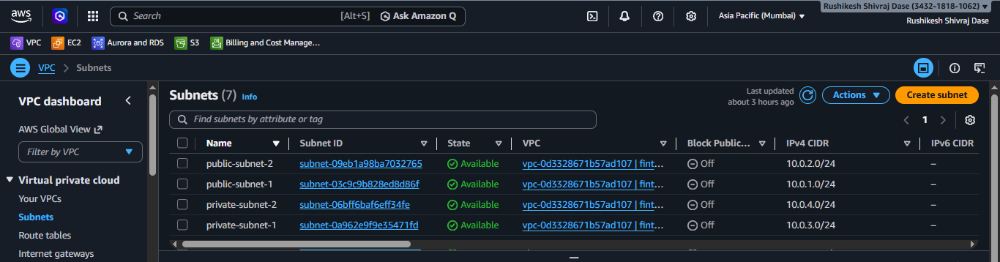 aws Search [Alt+S] Ask Amazon Q Asia Pacific (Mumbai) Rushikesh Shivraj Dase (3432-1818-1062)
Rushikesh Shivraj Dase
VPC EC2 Aurora and RDS S3 Billing and Cost Manage...
VPC > Subnets
VPC dashboard
AWS Global View
Filter by VPC
Virtual private cloud
Your VPCs
Subnets
Route tables
Internet gateways
Subnets (7) Info
Last updated
about 3 hours ago
Actions
Create subnet
Find subnets by attribute or tag
1
Name Subnet ID State VPC Block Public... IPv4 CIDR IPv6 CIDR
public-subnet-2 subnet-09eb1a98ba7032765 Available vpc-0d3328671b57ad107 | fint... Off 10.0.2.0/24 –
public-subnet-1 subnet-03c9c9b828ed8d86f Available vpc-0d3328671b57ad107 | fint... Off 10.0.1.0/24 –
private-subnet-2 subnet-06bff6baf6eff34fe Available vpc-0d3328671b57ad107 | fint... Off 10.0.4.0/24 –
private-subnet-1 subnet-0a962e9f9e35471fd Available vpc-0d3328671b57ad107 | fint... Off 10.0.3.0/24 –